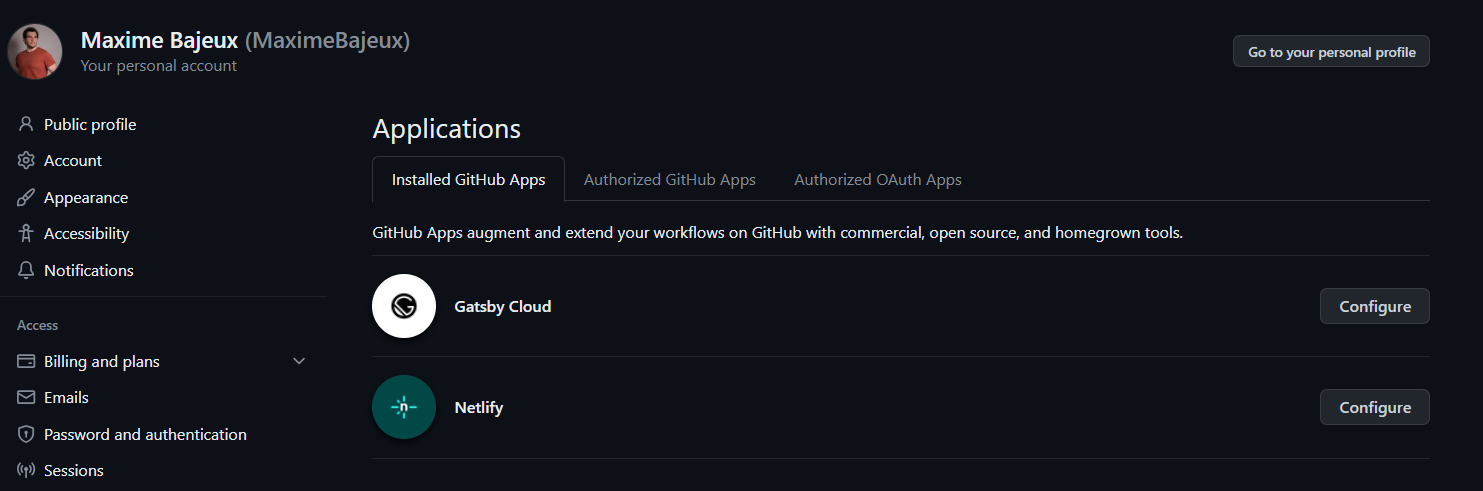 Maxime Bajeux (MaximeBajeux)
Your personal account
Go to your personal profile
Public profile
Account
Appearance
Accessibility
Notifications
Access
Billing and plans
Emails
Password and authentication
Sessions
Applications
Installed GitHub Apps
Authorized GitHub Apps
Authorized OAuth Apps
GitHub Apps augment and extend your workflows on GitHub with commercial, open source, and homegrown tools.
Gatsby Cloud
Configure
n
Netlify
Configure